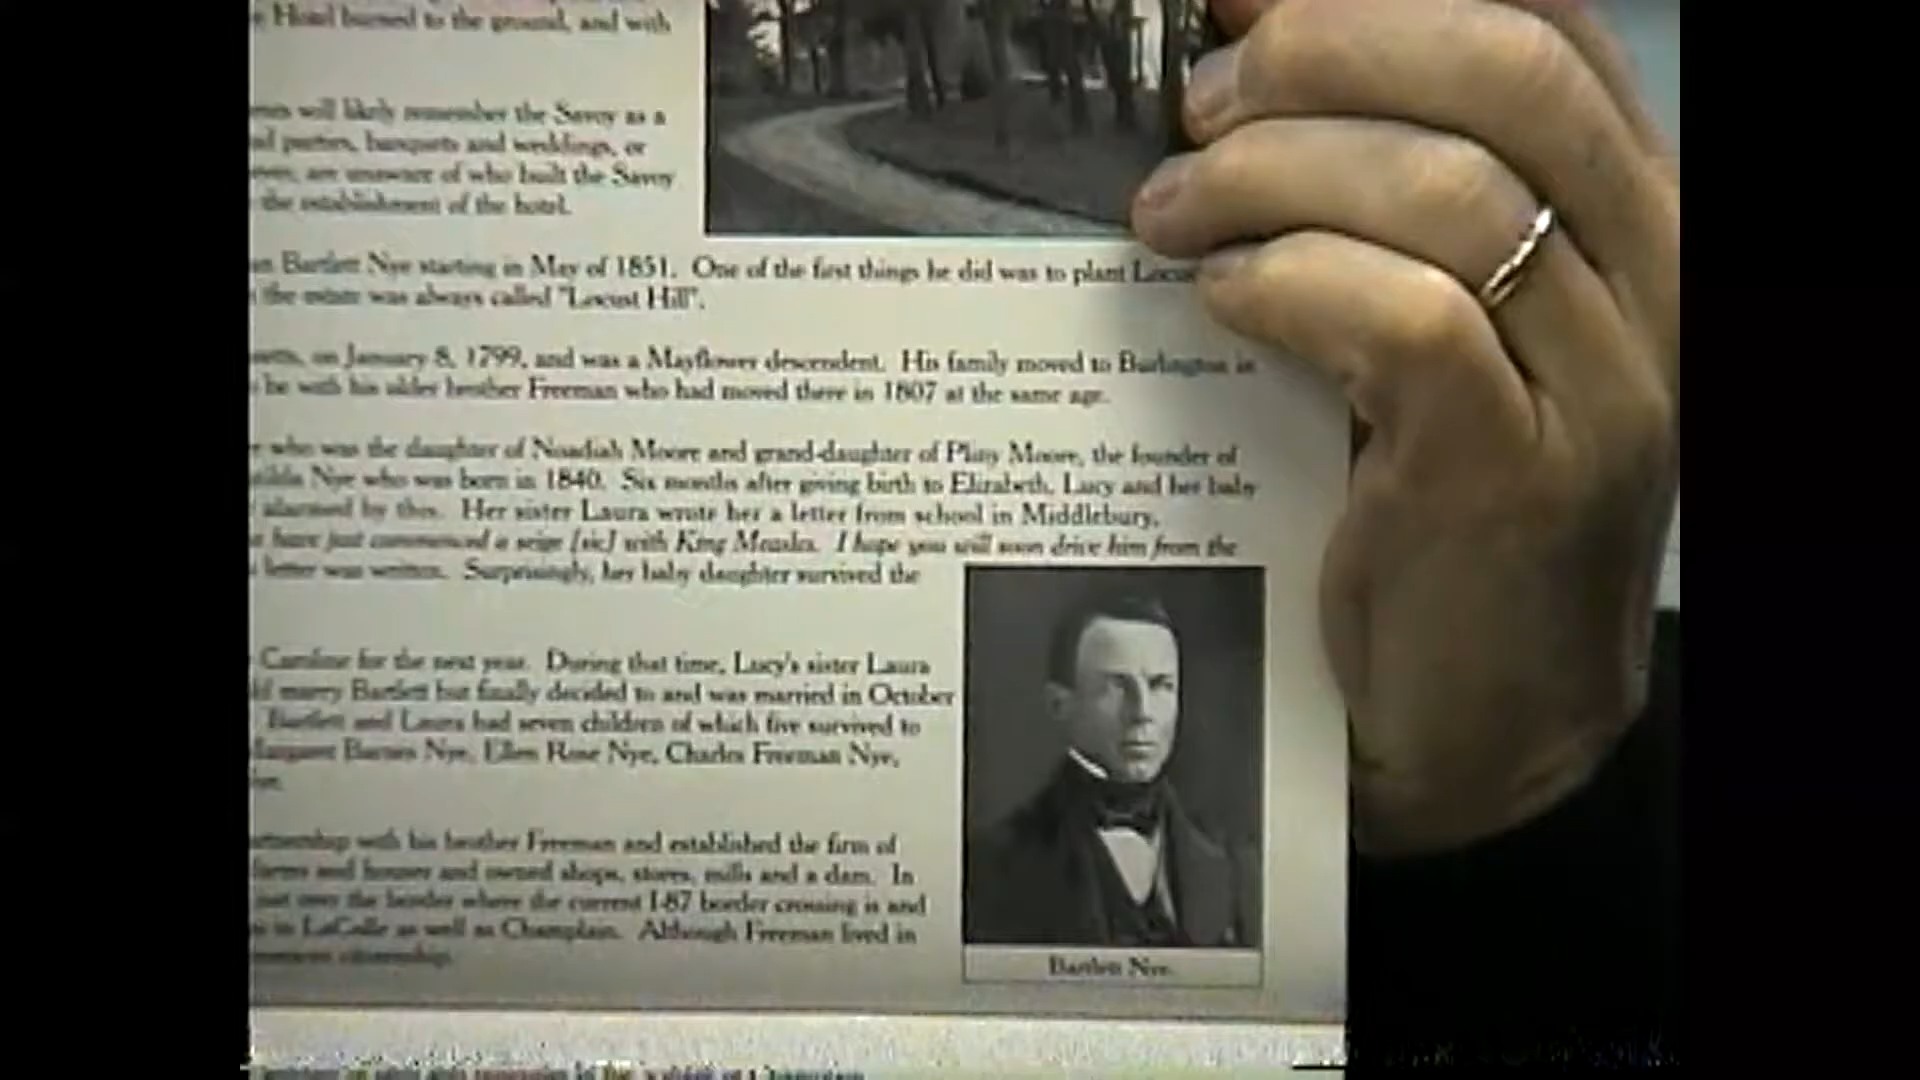 Hotel burned to the ground, and with
will likely remember the Savoy as a
parties, banquets and weddings, or
are unaware of who built the Savoy
the establishment of the hotel.
Bartlett Nye starting in May of 1851. One of the first things he did was to plant
the estate was always called "Locust Hill".
on January 8, 1799, and was a Mayflower descendent. His family moved to Burlington in
be with his older brother Freeman who had moved there in 1807 at the same age.
who was the daughter of Noadiah Moore and grand-daughter of Pliny Moore, the founder of
Nye who was born in 1840. Six months after giving birth to Elizabeth, Lucy and her baby
alarmed by this. Her sister Laura wrote her a letter from school in Middlebury,
have just commenced a seige [sic] with King Measles. I hope you will soon drive him from the
letter was written. Surprisingly, her baby daughter survived the
Caroline for the next year. During that time, Lucy's sister Laura
marry Bartlett but finally decided to and was married in October
Bartlett and Laura had seven children of which five survived to
Margaret Barnes Nye, Ellen Rose Nye, Charles Freeman Nye,
with his brother Freeman and established the firm of
and houses and owned shops, stores, mills and a dam. In
just over the border where the current I-87 border crossing is and
in LaColle as well as Champlain. Although Freeman lived in
citizenship.
Bartlett Nye.